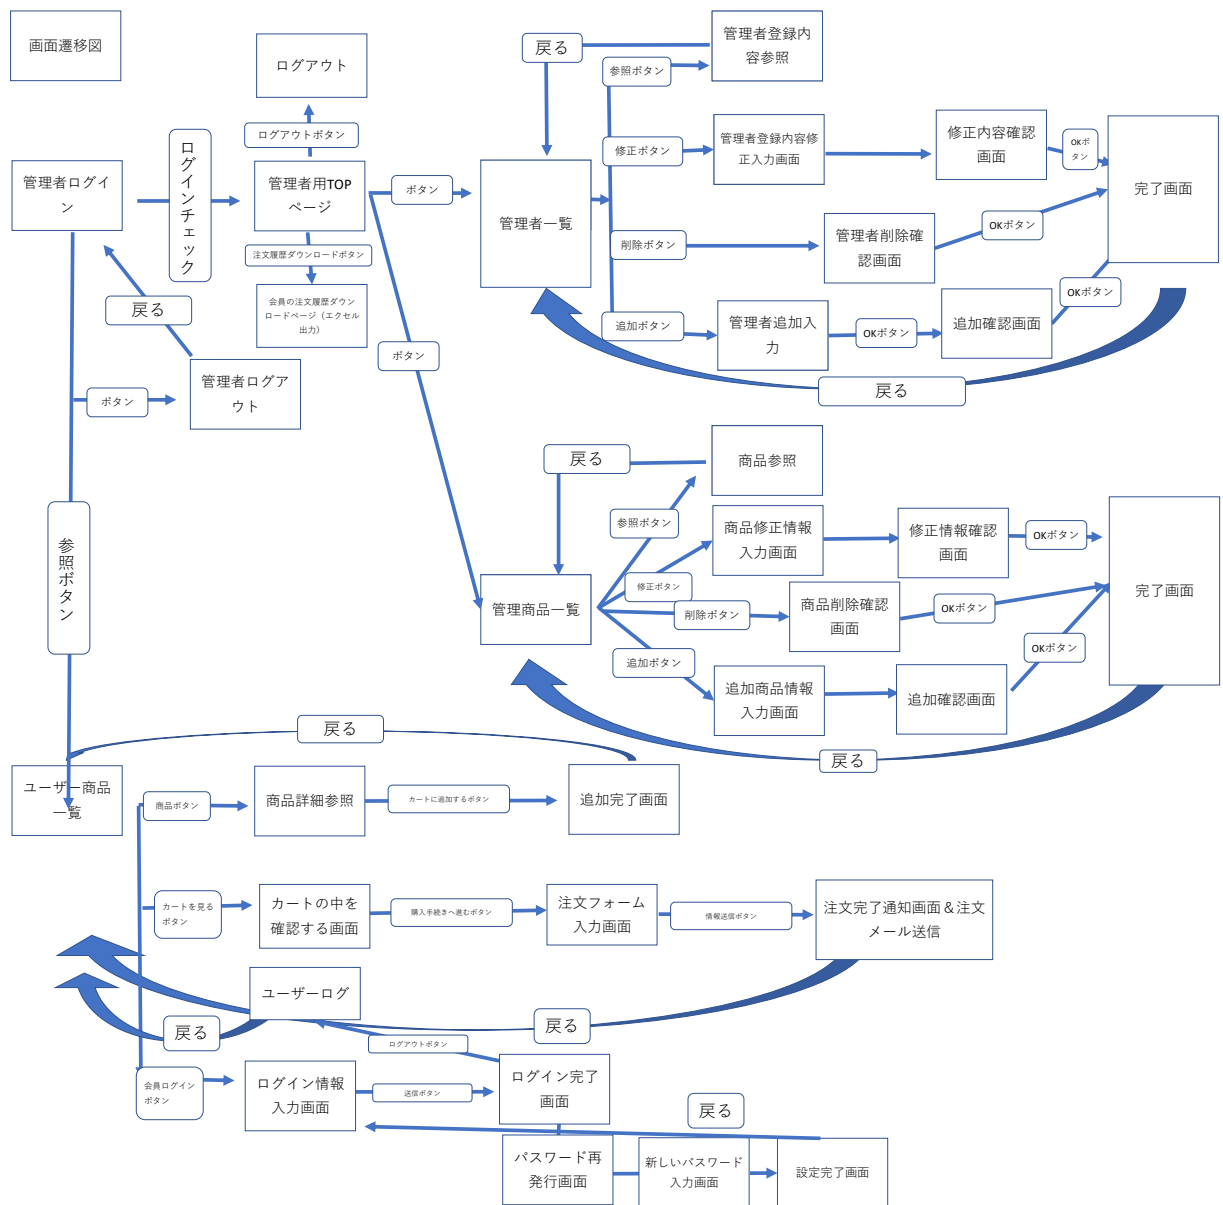 画面遷移図
ログアウト
ログアウトボタン
管理者ログイ
ン
ログインチェック
管理者用TOP
ページ
注文履歴ダウンロードボタン
会員の注文履歴ダウン
ロードページ（エクセル
出力）
戻る
管理者ログア
ウト
ボタン
ボタン
ボタン
参照ボタン
戻る
管理者登録内
容参照
参照ボタン
修正ボタン
管理者登録内容修
正入力画面
修正内容確認
画面
OKボ
タン
完了画面
管理者一覧
削除ボタン
管理者削除確
認画面
OKボタン
追加ボタン
管理者追加入
力
OKボタン
追加確認画面
OKボタン
戻る
戻る
商品参照
参照ボタン
商品修正情報
入力画面
修正情報確認
画面
OKボタン
完了画面
管理商品一覧
修正ボタン
削除ボタン
商品削除確認
画面
OKボタン
追加ボタン
追加商品情報
入力画面
追加確認画面
OKボタン
戻る
戻る
ユーザー商品
一覧
商品ボタン
商品詳細参照
カートに追加するボタン
追加完了画面
カートを見る
ボタン
カートの中を
確認する画面
購入手続きへ進むボタン
注文フォーム
入力画面
情報送信ボタン
注文完了通知画面＆注文
メール送信
ユーザーログ
戻る
戻る
ログアウトボタン
会員ログイン
ボタン
ログイン情報
入力画面
送信ボタン
ログイン完了
画面
戻る
パスワード再
発行画面
新しいパスワード
入力画面
設定完了画面